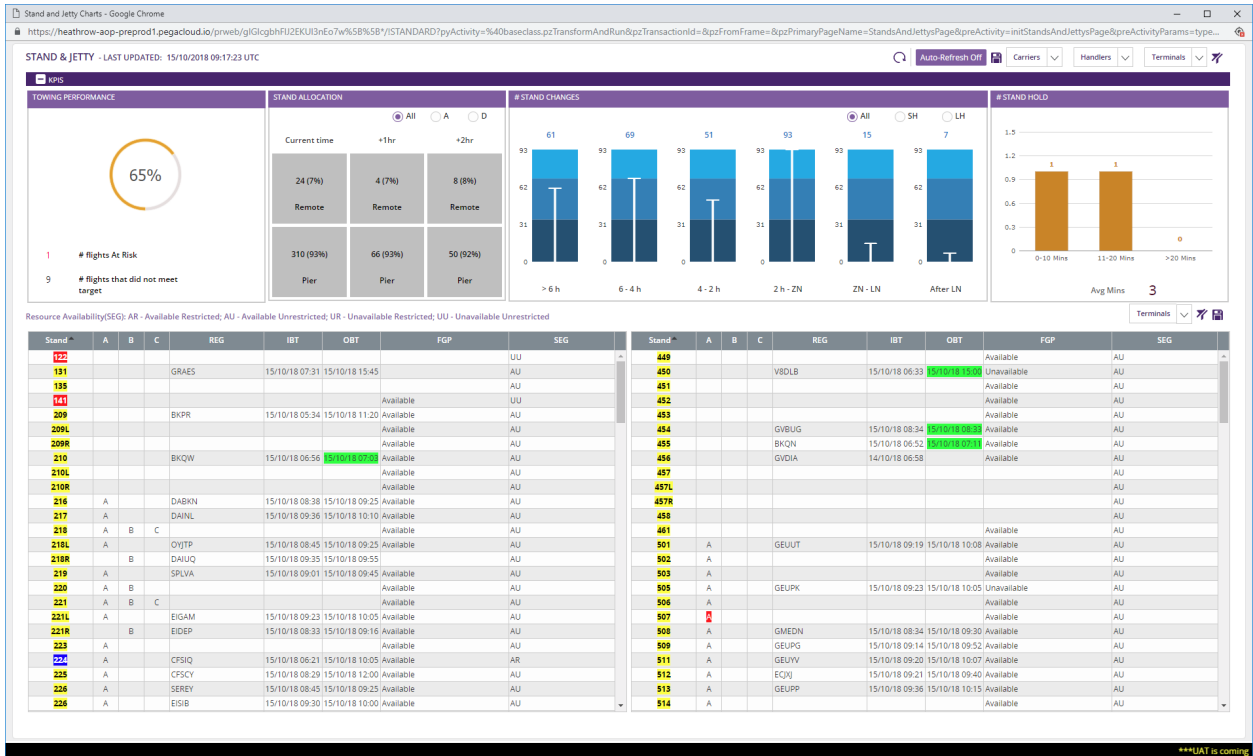 Stand and Jetty Charts - Google Chrome
STAND & JETTY - LAST UPDATED: 15/10/2018 09:17:23 UTC
Auto-Refresh Off Carriers Handlers Terminals
KPIS
TOWING PERFORMANCE STAND ALLOCATION # STAND CHANGES # STAND HOLD
65%
1 # flights At Risk
9 # flights that did not meet
target
All A D
Current time +1hr +2hr
24 (7%) 4 (7%) 8 (8%)
Remote Remote Remote
310 (93%) 66 (93%) 50 (92%)
Pier Pier Pier
All SH LH
61 69 51 93 15 7
93 93 93 93 93 93
62 62 62 62 62 62
31 31 31 31 31 31
0 0 0 0 0 0
> 6 h 6 - 4 h 4 - 2 h 2 h - ZN ZN - LN After LN
1.5
1.2
0.9
0.6
0.3
0
1 1 0
0-10 Mins 11-20 Mins >20 Mins
Avg Mins 3
Resource Availability(SEG): AR - Available Restricted; AU - Available Unrestricted; UR - Unavailable Restricted; UU - Unavailable Unrestricted
Terminals
Stand A B C REG IBT OBT FGP SEG
122 UU
131 GRAES 15/10/18 07:31 15/10/18 15:45 AU
135 AU
141 Available UU
209 BKPR 15/10/18 05:34 15/10/18 11:20 Available AU
209L Available AU
209R Available AU
210 BKQW 15/10/18 06:56 15/10/18 07:03 Available AU
210L Available AU
210R Available AU
216 A DABKN 15/10/18 08:38 15/10/18 09:25 Available AU
217 A DAINL 15/10/18 09:36 15/10/18 10:10 Available AU
218 A B C Available AU
218L A OYJTP 15/10/18 08:45 15/10/18 09:25 Available AU
218R B DAIUQ 15/10/18 09:35 15/10/18 09:55 AU
219 A SPLVA 15/10/18 09:01 15/10/18 09:45 Available AU
220 A B Available AU
221 A B C Available AU
221L A EIGAM 15/10/18 09:23 15/10/18 10:05 Available AU
221R B EIDEP 15/10/18 08:33 15/10/18 09:16 Available AU
223 A Available AU
224 A CFSIQ 15/10/18 06:21 15/10/18 10:05 Available AR
225 A CFSCY 15/10/18 08:29 15/10/18 12:00 Available AU
226 A SEREY 15/10/18 08:45 15/10/18 09:25 Available AU
226 A EISIB 15/10/18 09:30 15/10/18 10:00 Available AU
Stand A B C REG IBT OBT FGP SEG
449 Available AU
450 V8DLB 15/10/18 06:33 15/10/18 15:00 Unavailable AU
451 Available AU
452 Available AU
453 Available AU
454 GVBUG 15/10/18 08:34 15/10/18 08:33 Available AU
455 BKQN 15/10/18 06:52 15/10/18 07:11 Available AU
456 GVDIA 14/10/18 06:58 Available AU
457 AU
457L AU
457R AU
458 AU
461 Available AU
501 A GEUUT 15/10/18 09:19 15/10/18 10:08 Available AU
502 A Available AU
503 A Available AU
505 A GEUPK 15/10/18 09:23 15/10/18 10:05 Unavailable AU
506 A Available AU
507 A Available AU
508 A GMEDN 15/10/18 08:34 15/10/18 09:30 Available AU
509 A GEUPG 15/10/18 09:14 15/10/18 09:52 Available AU
511 A GEUYV 15/10/18 09:20 15/10/18 10:07 Available AU
512 A ECJXJ 15/10/18 09:21 15/10/18 09:40 Available AU
513 A GEUPP 15/10/18 09:36 15/10/18 10:15 Available AU
514 A Available AU
***UAT is coming